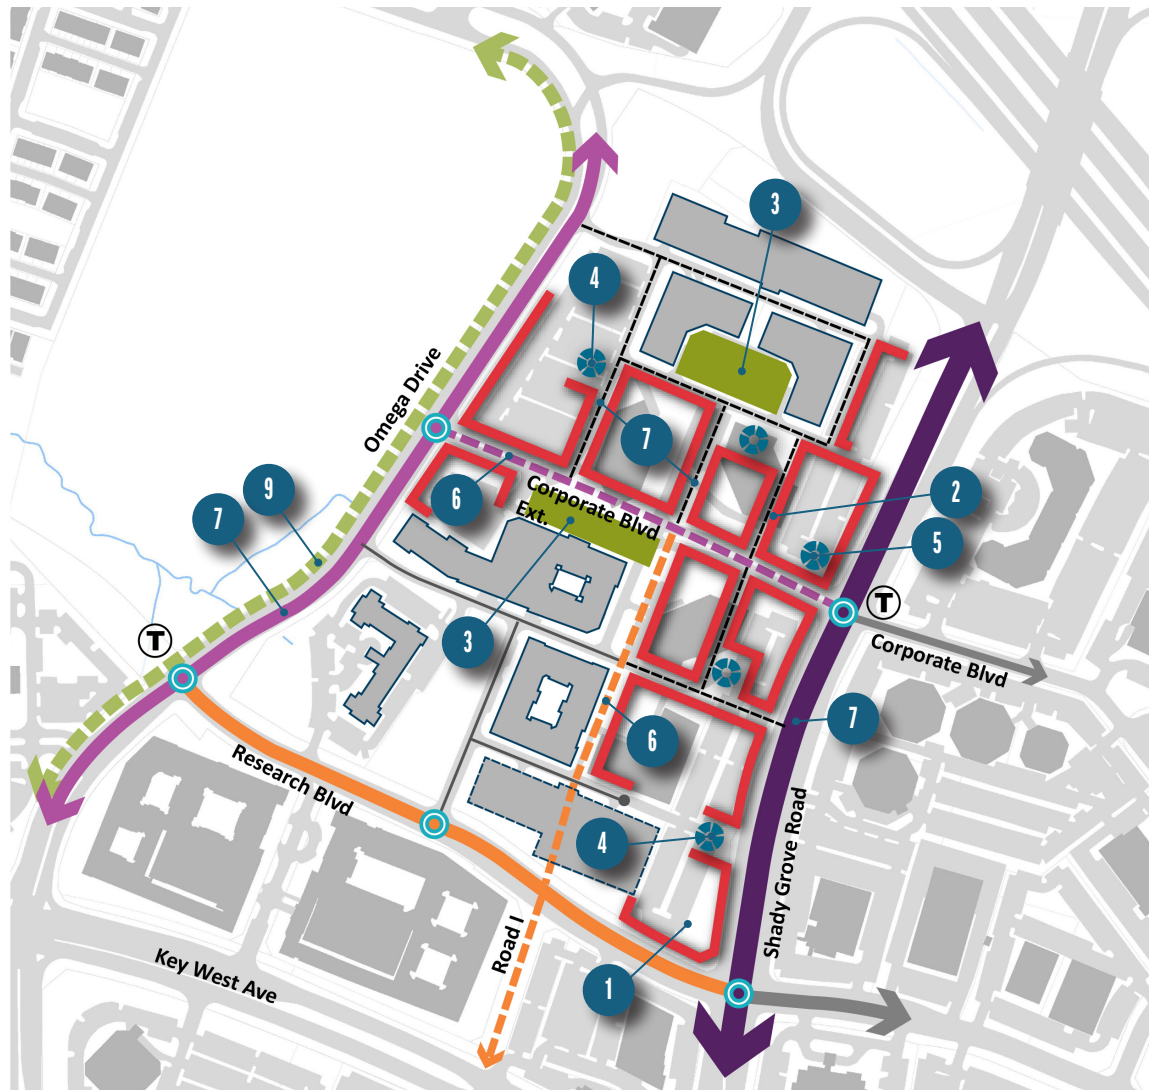 3
4
Omega Drive
7
9
6
Corporate Blvd
Ext.
2
5
7
T
T
3
Corporate Blvd
7
6
Research Blvd
4
Shady Grove Road
Road I
Key West Ave
1